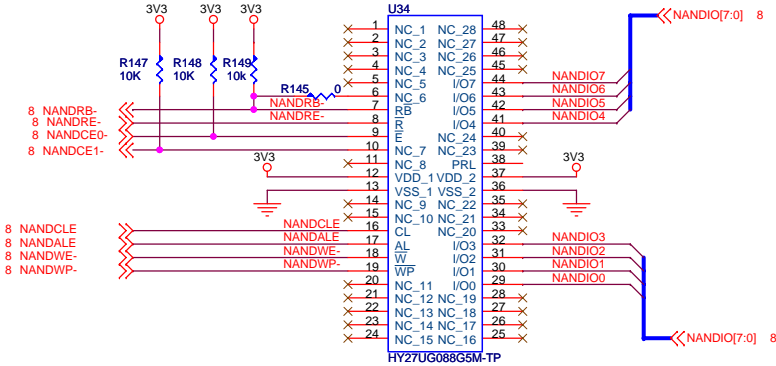 U34
3V3 3V3 3V3
R147 R148 R149
10K 10K 10k
R145 0
8 NANDRB-
8 NANDRE-
8 NANDCE0-
8 NANDCE1-
NANDRB-
NANDRE-
3V3
8 NANDCLE
8 NANDALE
8 NANDWE-
8 NANDWP-
NANDCLE
NANDALE
NANDWE-
NANDWP-
1 NC_1 NC_28 48
2 NC_2 NC_27 47
3 NC_3 NC_26 46
4 NC_4 NC_25 45
5 NC_5 I/O7 44
6 NC_6 I/O6 43
7 RB I/O5 42
8 R I/O4 41
9 E NC_24 40
10 NC_7 NC_23 39
11 NC_8 PRL 38
12 VDD_1 VDD_2 37
13 VSS_1 VSS_2 36
14 NC_9 NC_22 35
15 NC_10 NC_21 34
16 CL NC_20 33
17 AL I/O3 32
18 W I/O2 31
19 WP I/O1 30
20 NC_11 I/O0 29
21 NC_12 NC_19 28
22 NC_13 NC_18 27
23 NC_14 NC_17 26
24 NC_15 NC_16 25
HY27UG088G5M-TP
NANDIO[7:0] 8
NANDIO7
NANDIO6
NANDIO5
NANDIO4
3V3
NANDIO3
NANDIO2
NANDIO1
NANDIO0
NANDIO[7:0] 8